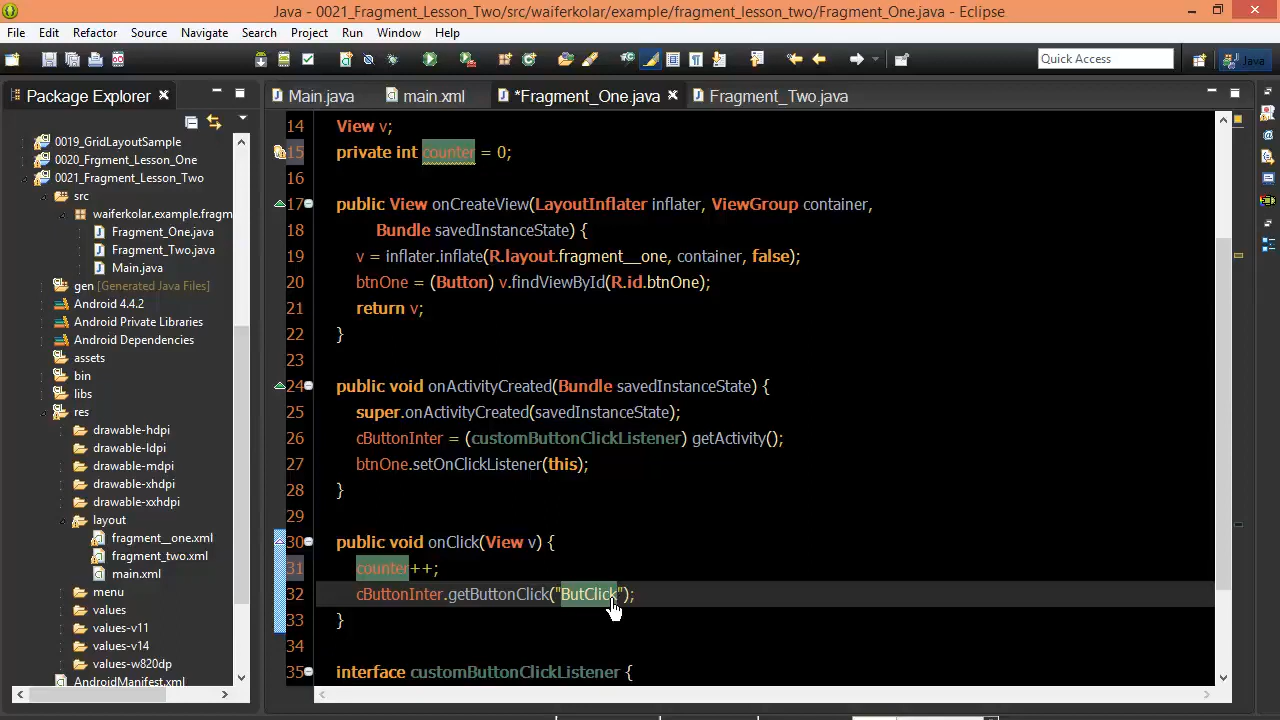 Java - 0021_Fragment_Lesson_Two/src/waiferkolar/example/fragment_lesson_two/Fragment_One.java - Eclipse
File Edit Refactor Source Navigate Search Project Run Window Help
Quick Access
Java
Package Explorer
Main.java main.xml *Fragment_One.java Fragment_Two.java
0019_GridLayoutSample
0020_Frgment_Lesson_One
0021_Fragment_Lesson_Two
src
waiferkolar.example.fragm
Fragment_One.java
Fragment_Two.java
Main.java
gen [Generated Java Files]
Android 4.4.2
Android Private Libraries
Android Dependencies
assets
bin
libs
res
drawable-hdpi
drawable-ldpi
drawable-mdpi
drawable-xhdpi
drawable-xxhdpi
layout
fragment__one.xml
fragment_two.xml
main.xml
menu
values
values-v11
values-v14
values-w820dp
AndroidManifest.xml
14 View v;
15 private int counter = 0;
16
17 public View onCreateView(LayoutInflater inflater, ViewGroup container,
18 Bundle savedInstanceState) {
19 v = inflater.inflate(R.layout.fragment__one, container, false);
20 btnOne = (Button) v.findViewById(R.id.btnOne);
21 return v;
22 }
23
24 public void onActivityCreated(Bundle savedInstanceState) {
25 super.onActivityCreated(savedInstanceState);
26 cButtonInter = (customButtonClickListener) getActivity();
27 btnOne.setOnClickListener(this);
28 }
29
30 public void onClick(View v) {
31 counter++;
32 cButtonInter.getButtonClick("ButClick");
33 }
34
35 interface customButtonClickListener {